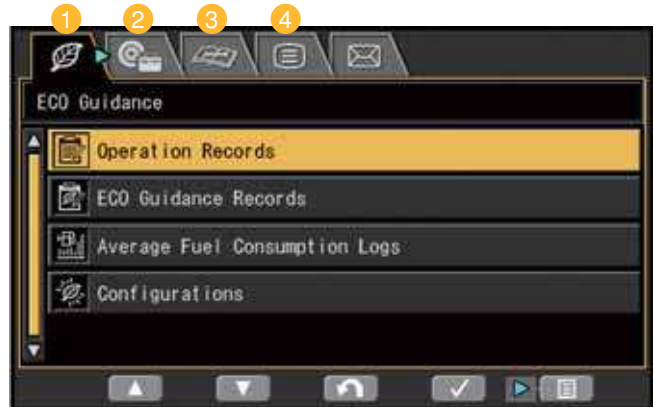 1 2 3 4
ECO Guidance
Operation Records
ECO Guidance Records
Average Fuel Consumption Logs
Configurations